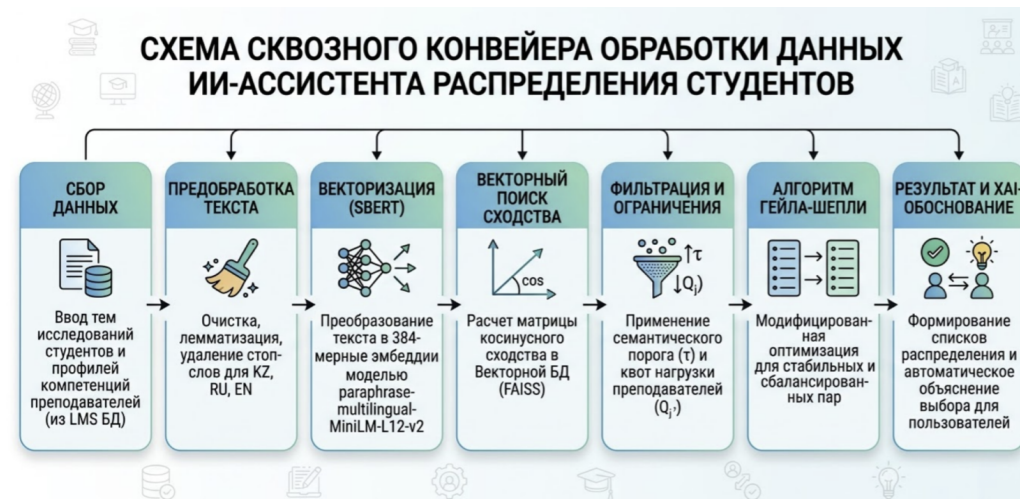 СХЕМА СКВОЗНОГО КОНВЕЙЕРА ОБРАБОТКИ ДАННЫХ
ИИ-АССИСТЕНТА РАСПРЕДЕЛЕНИЯ СТУДЕНТОВ
СБОР
ДАННЫХ
Ввод тем
исследований
студентов и
профилей
компетенций
преподавателей
(из LMS БД)
ПРЕДОБРАБОТКА
ТЕКСТА
Очистка,
лемматизация,
удаление стоп-
слов для KZ,
RU, EN
ВЕКТОРИЗАЦИЯ
(SBERT)
Преобразование
текста в 384-
мерные эмбеддии
моделью
paraphrase-
multilingual-
MiniLM-L12-v2
ВЕКТОРНЫЙ
ПОИСК
СХОДСТВА
cos
Расчет матрицы
косинусного
сходства в
Векторной БД
(FAISS)
ФИЛЬТРАЦИЯ И
ОГРАНИЧЕНИЯ
↑τ
↓Qj)
Применение
семантического
порога (τ) и
квот нагрузки
преподавателей
(Qj,)
АЛГОРИТМ
ГЕЙЛА-ШЕПЛИ
Модифицирован-
ная
оптимизация
для стабильных и
сбалансирован-
ных пар
РЕЗУЛЬТАТ И XAI-
ОБОСНОВАНИЕ
Формирование
списков
распределения и
автоматическое
объяснение
выбора для
пользователей